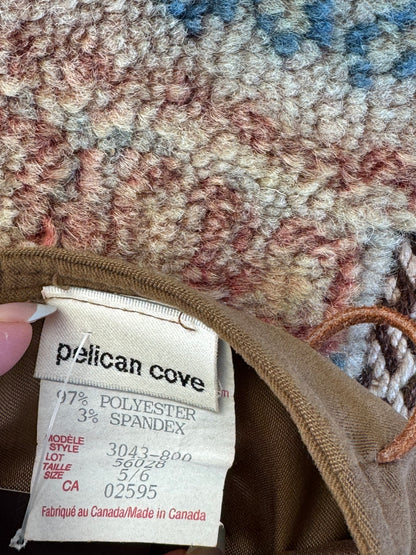 pelican cove
97% POLYESTER
3% SPANDEX
MODÈLE
STYLE 3043-800
LOT 56028
TAILLE
SIZE 5/6
CA 02595
Fabriqué au Canada/Made in Canada